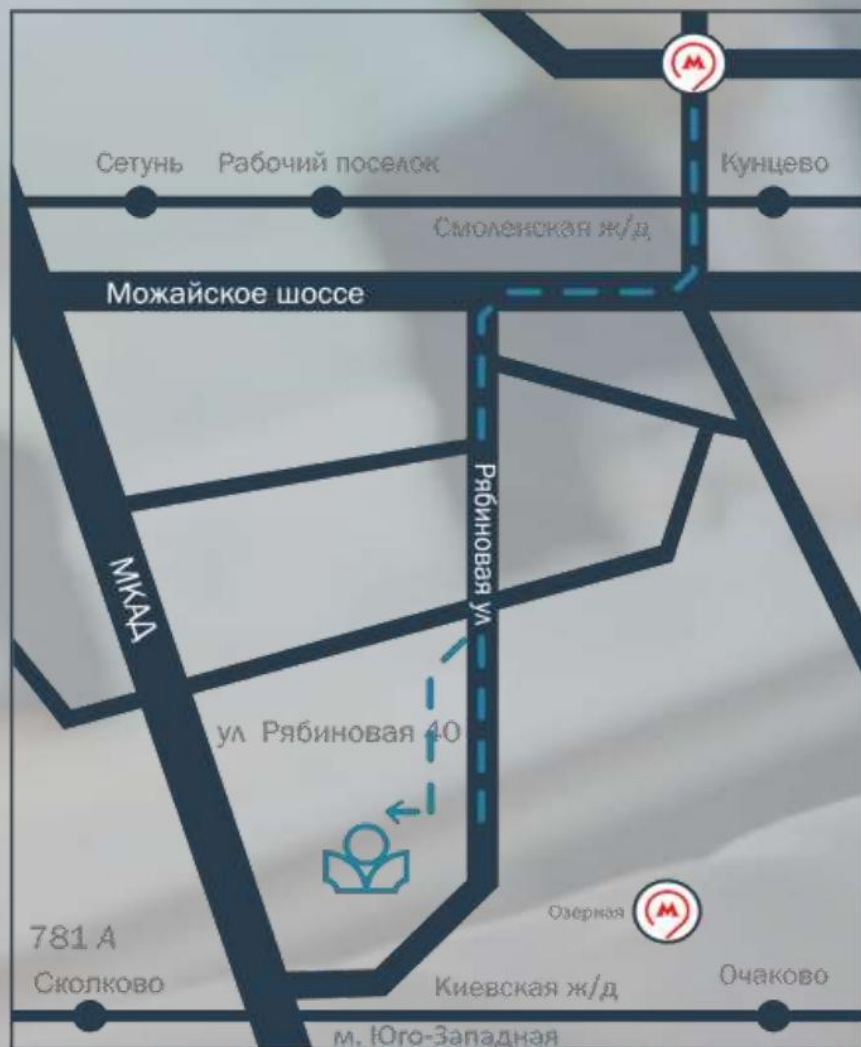 М
Сетунь
Рабочий поселок
Кунцево
Смоленская ж/д
Можайское шоссе
Рябиновая ул
МКАД
ул Рябиновая 40
Озерная
М
781 А
Сколково
Киевская ж/д
Очаково
м. Юго-Западная